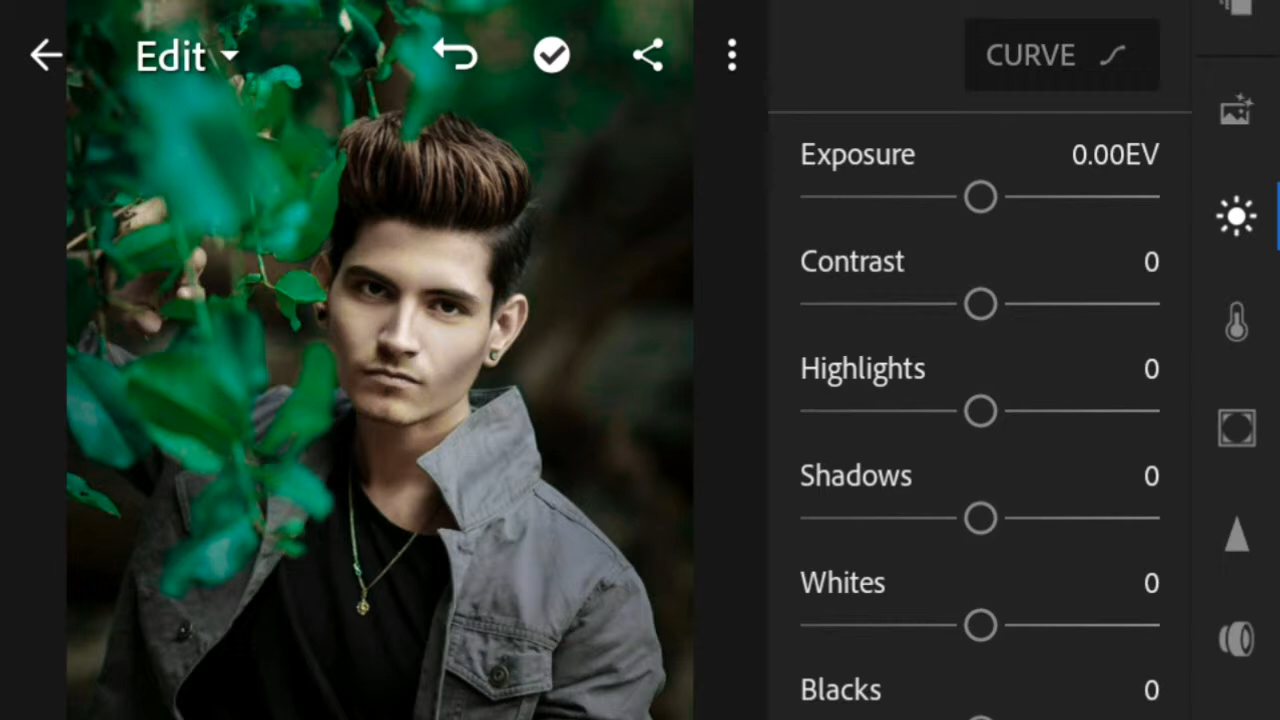 Edit
CURVE
Exposure 0.00EV
Contrast 0
Highlights 0
Shadows 0
Whites 0
Blacks 0